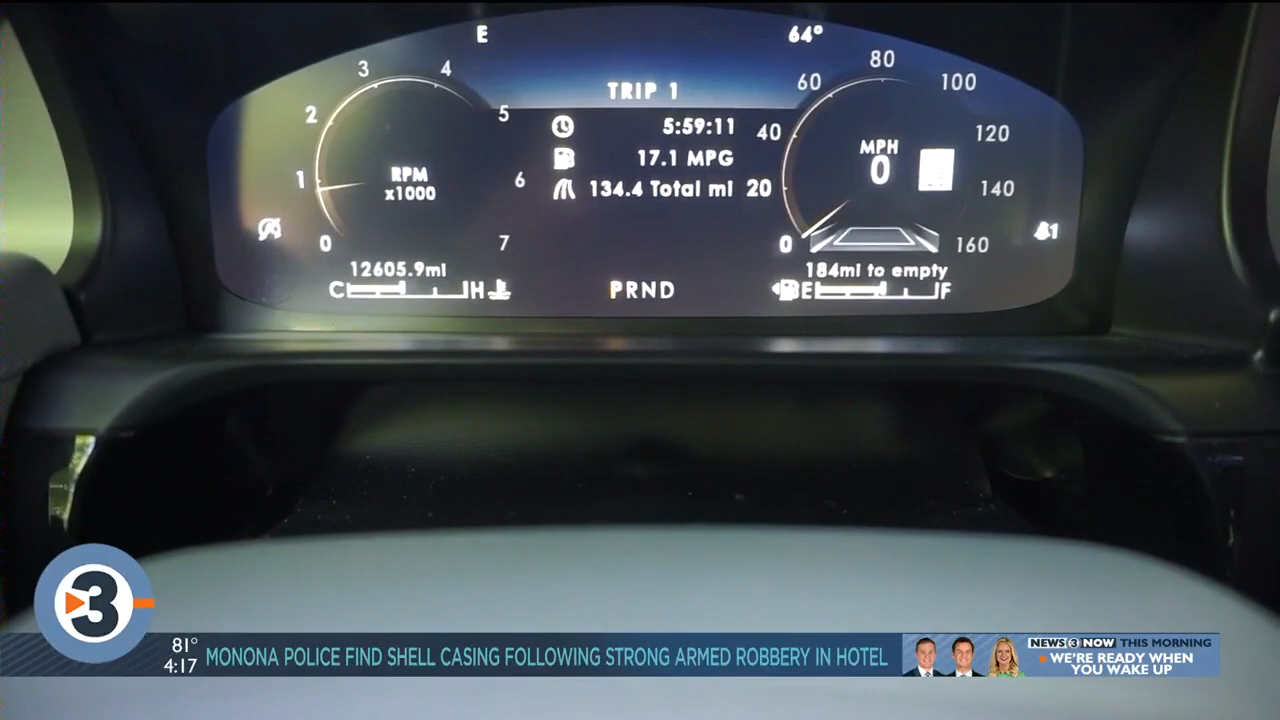 E
64°
TRIP 1
5:59:11
17.1 MPG
134.4 Total mi
0 1 2 3 4 5 6 7
RPM
x1000
0 20 40 60 80 100 120 140 160
MPH
0
1
12605.9mi
184mi to empty
C H
PRND
E F
3
81°
4:17
MONONA POLICE FIND SHELL CASING FOLLOWING STRONG ARMED ROBBERY IN HOTEL
NEWS 3 NOW THIS MORNING
WE'RE READY WHEN
YOU WAKE UP